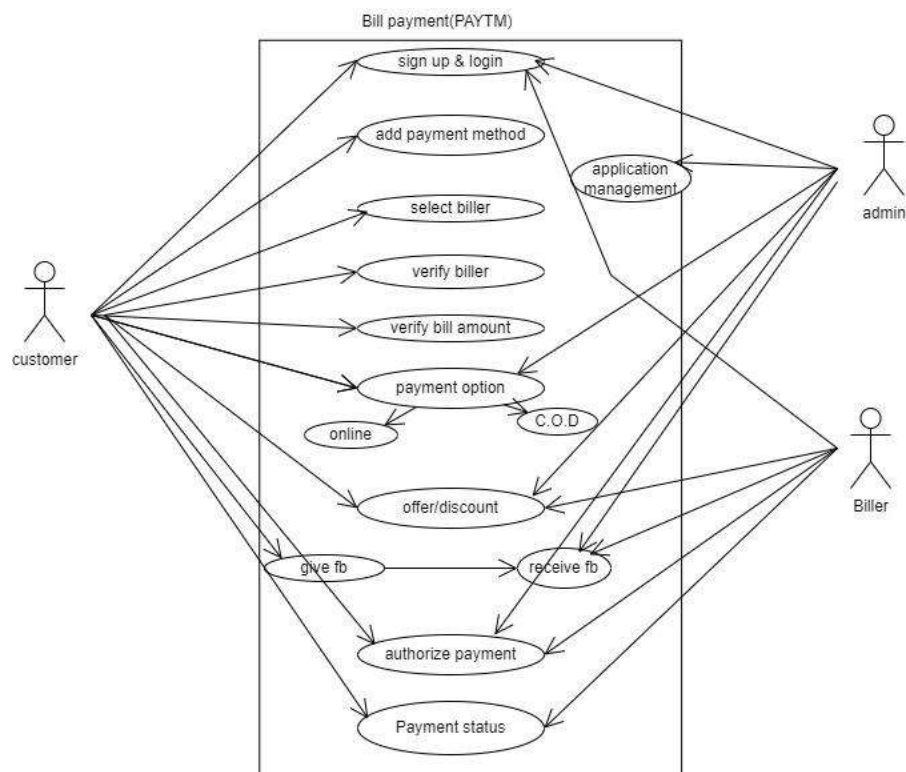 Bill payment(PAYTM)
sign up & login
add payment method
application
management
admin
select biller
verify biller
customer
verify bill amount
payment option
online
C.O.D
Biller
offer/discount
give fb
receive fb
authorize payment
Payment status